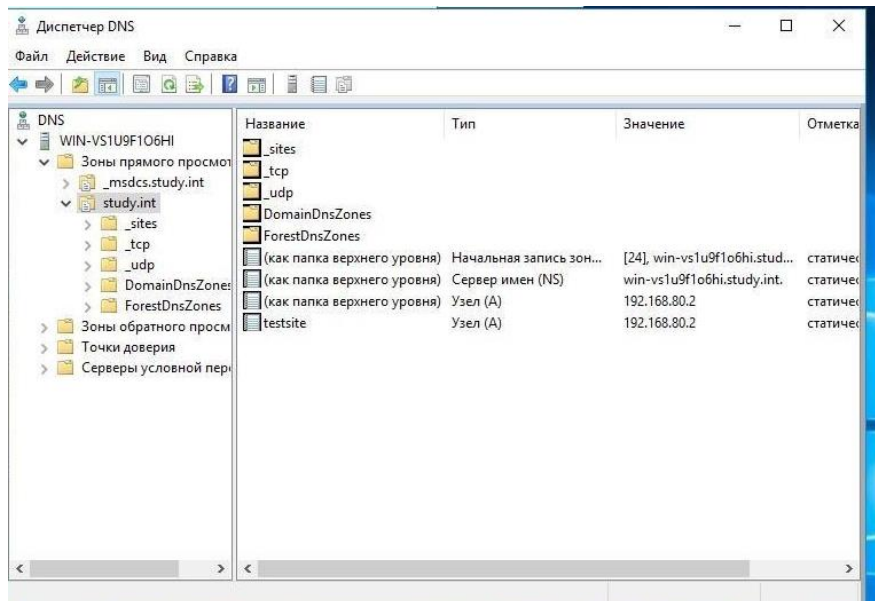 Диспетчер DNS
Файл Действие Вид Справка
DNS
WIN-VS1U9F1O6HI
Зоны прямого просмот
_msdcs.study.int
study.int
_sites
_tcp
_udp
DomainDnsZones
ForestDnsZones
Зоны обратного просм
Точки доверия
Серверы условной пер
Название Тип Значение Отметка
_sites
_tcp
_udp
DomainDnsZones
ForestDnsZones
(как папка верхнего уровня) Начальная запись зон... [24], win-vs1u9f1o6hi.stud... статичес
(как папка верхнего уровня) Сервер имен (NS) win-vs1u9f1o6hi.study.int. статичес
(как папка верхнего уровня) Узел (A) 192.168.80.2 статичес
testsite Узел (A) 192.168.80.2 статичес